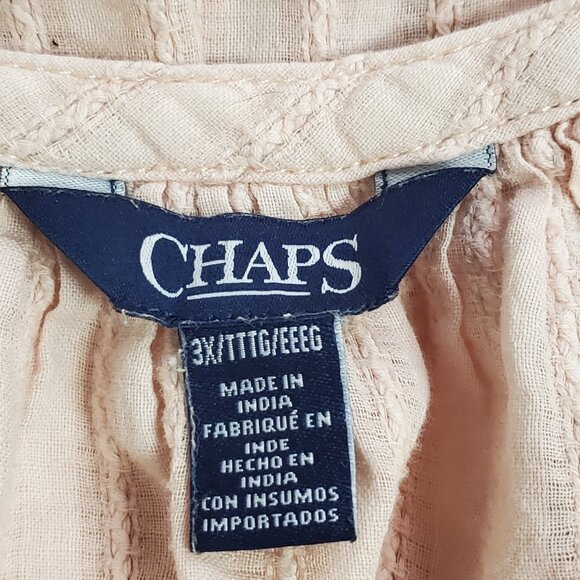 CHAPS
3X/TTTG/EEEG
MADE IN
INDIA
FABRIQUÉ EN
INDE
HECHO EN
INDIA
CON INSUMOS
IMPORTADOS